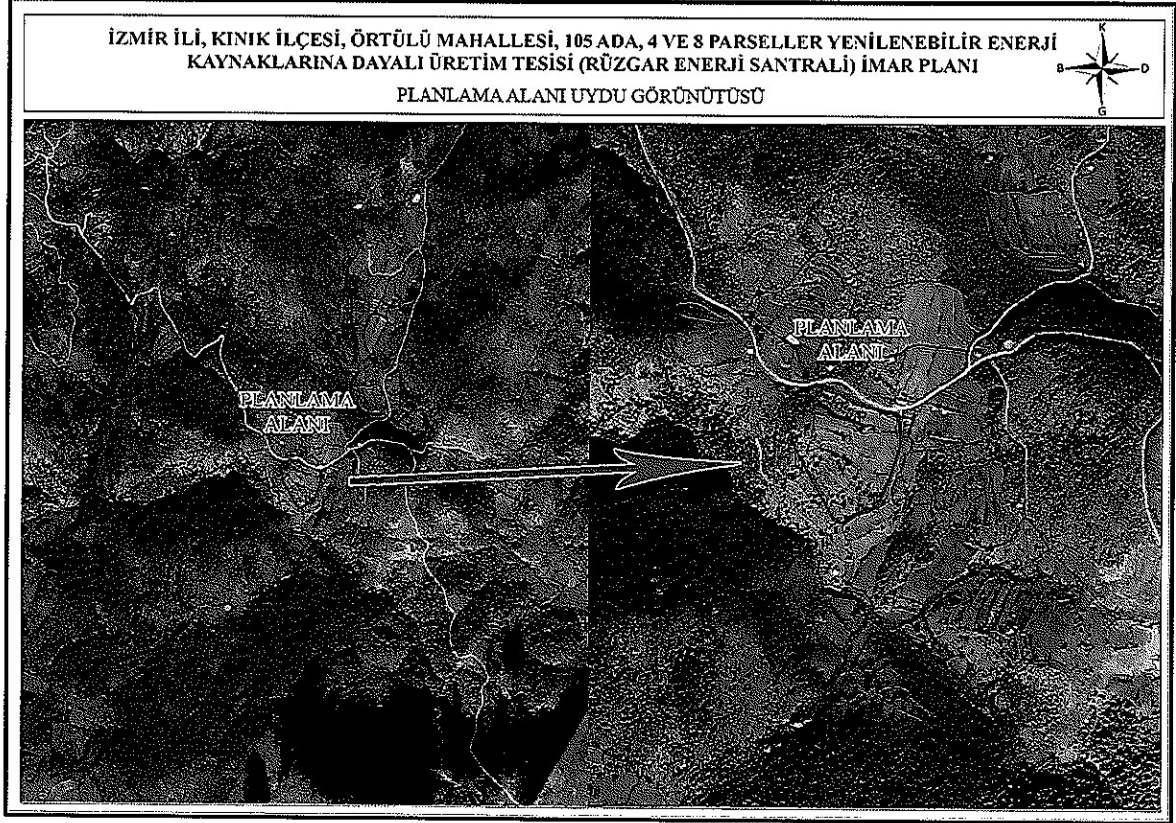 İZMİR İLİ, KINIK İLÇESİ, ÖRTÜLÜ MAHALLESİ, 105 ADA, 4 VE 8 PARSELLER YENİLENEBİLİR ENERJİ
KAYNAKLARINA DAYALI ÜRETİM TESİSİ (RÜZGAR ENERJİ SANTRALİ) İMAR PLANI
PLANLAMA ALANI UYDU GÖRÜNÜTÜSÜ
K
B
D
G
PLANLAMA
ALANI
PLANLAMA
ALANI